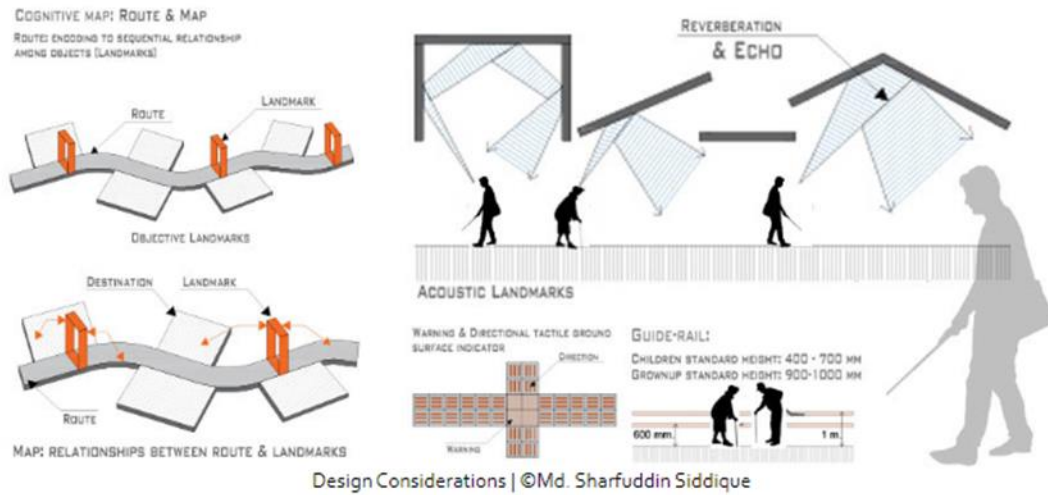 COGNITIVE MAP: ROUTE & MAP
ROUTE: ENCODING TO SEQUENTIAL RELATIONSHIP
AMONG OBJECTS (LANDMARKS)
ROUTE
LANDMARK
OBJECTIVE LANDMARKS
DESTINATION
LANDMARK
ROUTE
MAP: RELATIONSHIPS BETWEEN ROUTE & LANDMARKS
REVERBERATION
& ECHO
ACOUSTIC LANDMARKS
WARNING & DIRECTIONAL TACTILE GROUND
SURFACE INDICATOR
DIRECTION
WARNING
GUIDE-RAIL:
CHILDREN STANDARD HEIGHT: 400 - 700 MM
GROWNUP STANDARD HEIGHT: 900-1000 MM
600 mm
1 m.
Design Considerations | ©Md. Sharfuddin Siddique